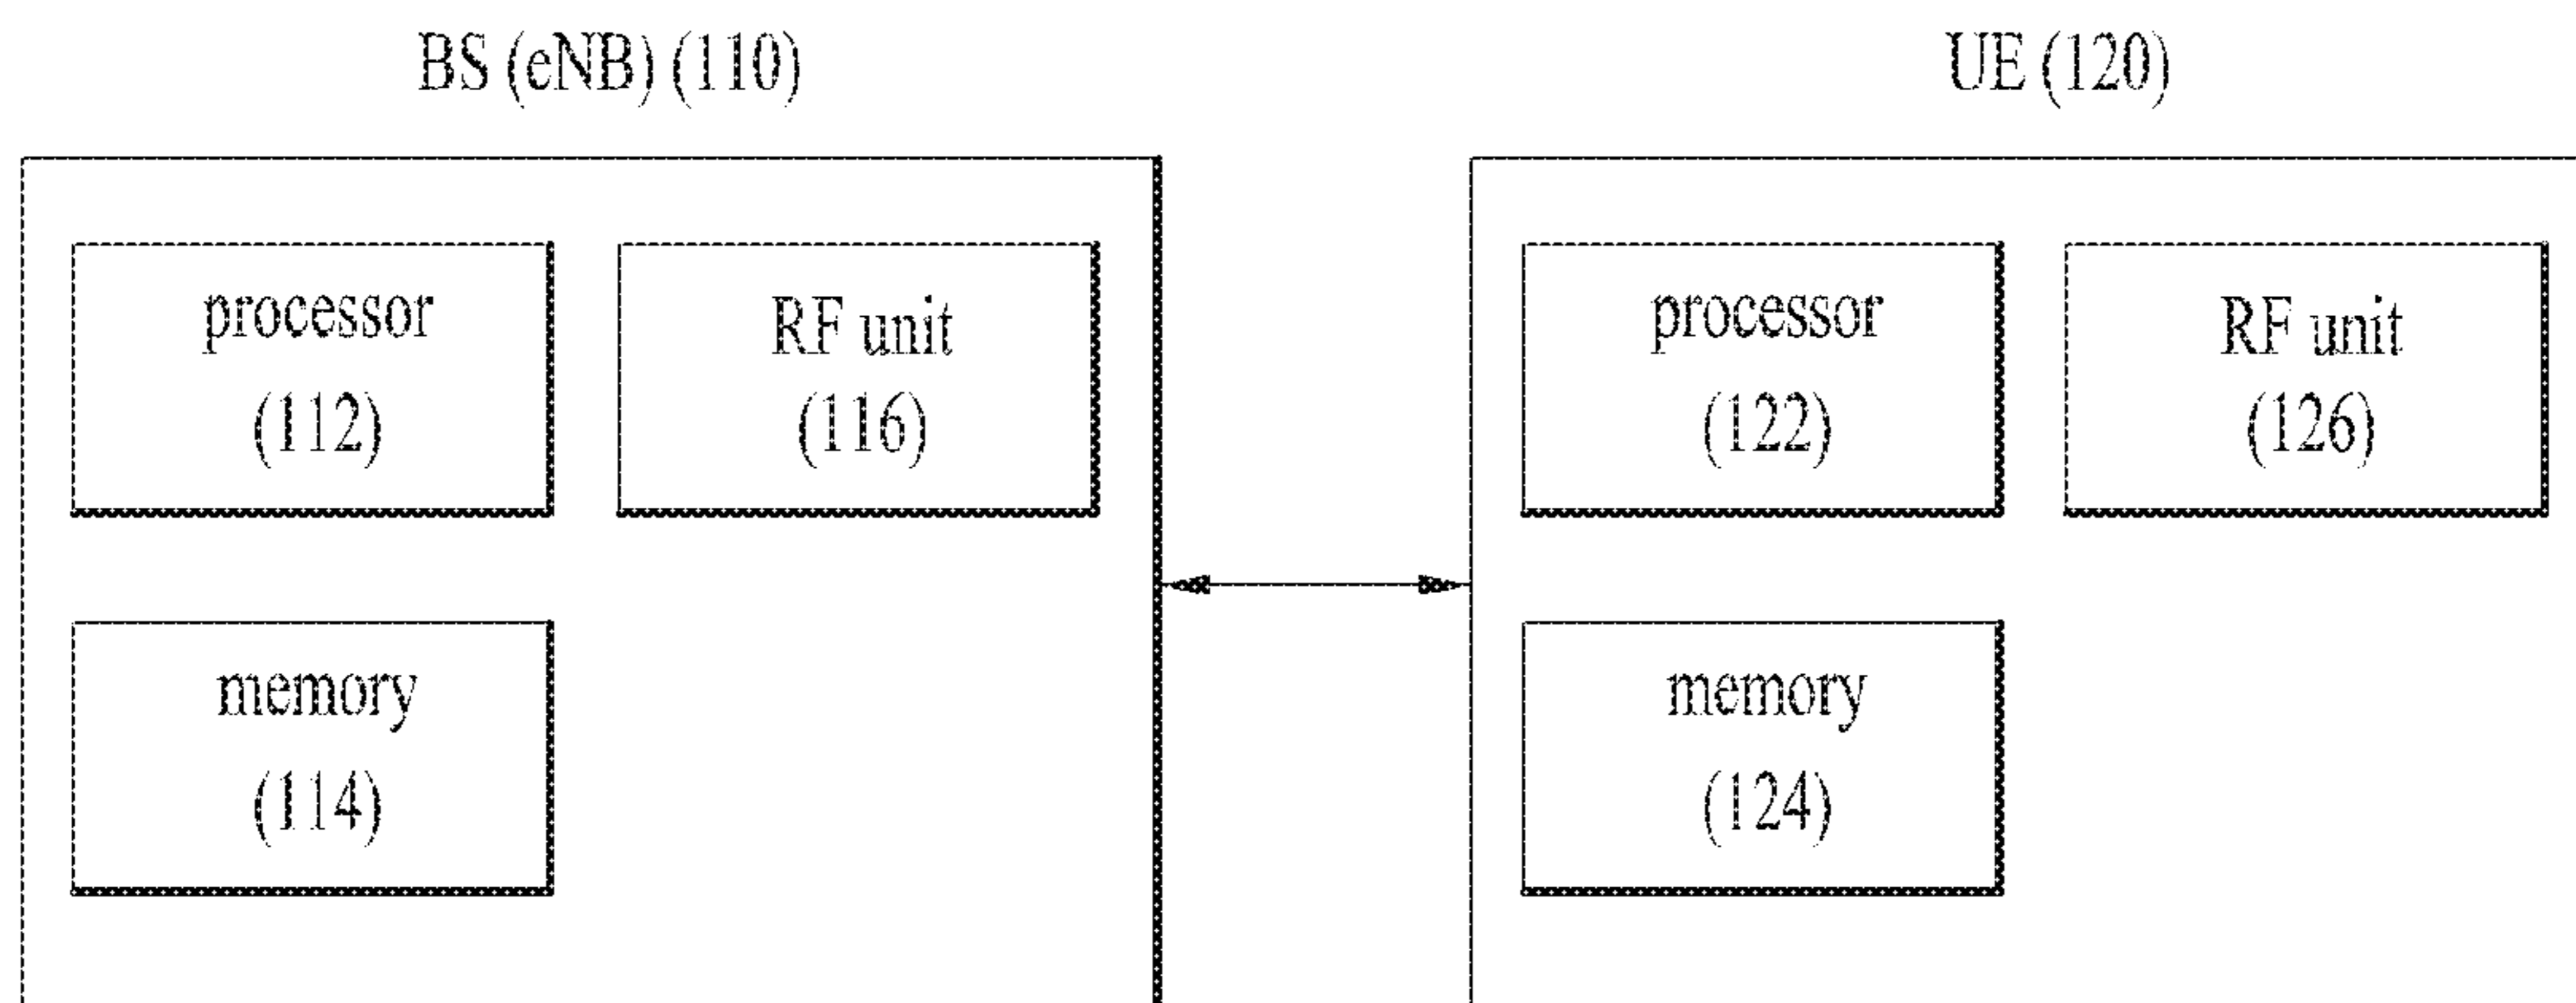 BS (eNB) (110)
UE (120)
processor
(112)
RF unit
(116)
memory
(114)
processor
(122)
RF unit
(126)
memory
(124)